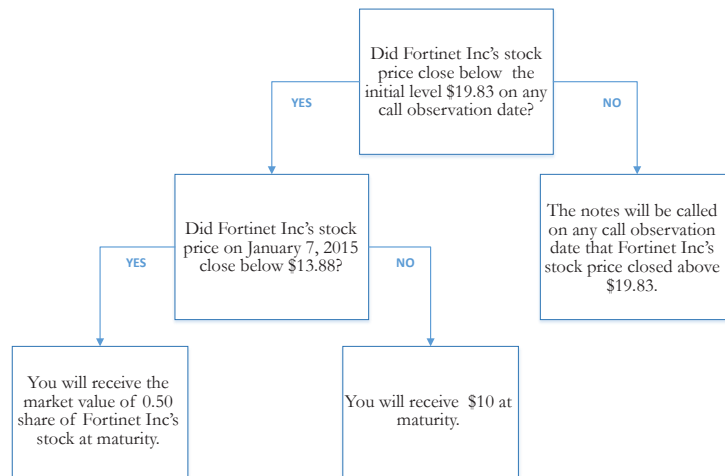 Did Fortinet Inc's stock
price close below the
initial level $19.83 on any
call observation date?
YES
NO
Did Fortinet Inc's stock
price on January 7, 2015
close below $13.88?
The notes will be called
on any call observation
date that Fortinet Inc's
stock price closed above
$19.83.
YES
NO
You will receive the
market value of 0.50
share of Fortinet Inc's
stock at maturity.
You will receive $10 at
maturity.